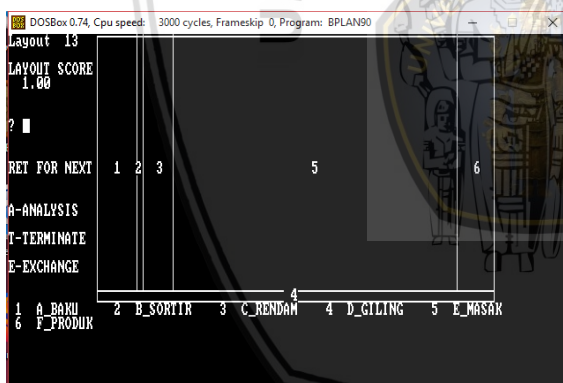 DOSBox 0.74, Cpu speed: 3000 cycles, Frameskip 0, Program: BPLAN90
Layout 13
LAYOUT SCORE
1.00
?
RET FOR NEXT 1 2 3 5 6
A-ANALYSIS
T-TERMINATE
E-EXCHANGE
4
1 A_BAKU 2 B_SORTIR 3 C_RENDAM 4 D_GILING 5 E_MASAK
6 F_PRODUK